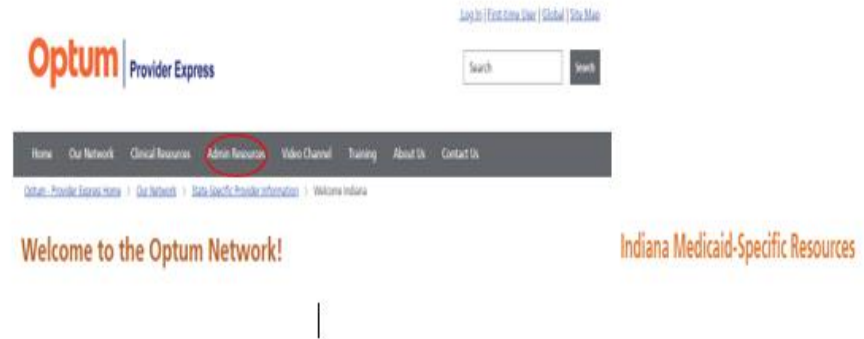 Log In | First-time User | Global | Site Map
Optum | Provider Express
Search Search
Home Our Network Clinical Resources Admin Resources Video Channel Training About Us Contact Us
Optum - Provider Express Home > Our Network > State-Specific Provider Information > Welcome Indiana
Welcome to the Optum Network!
Indiana Medicaid-Specific Resources